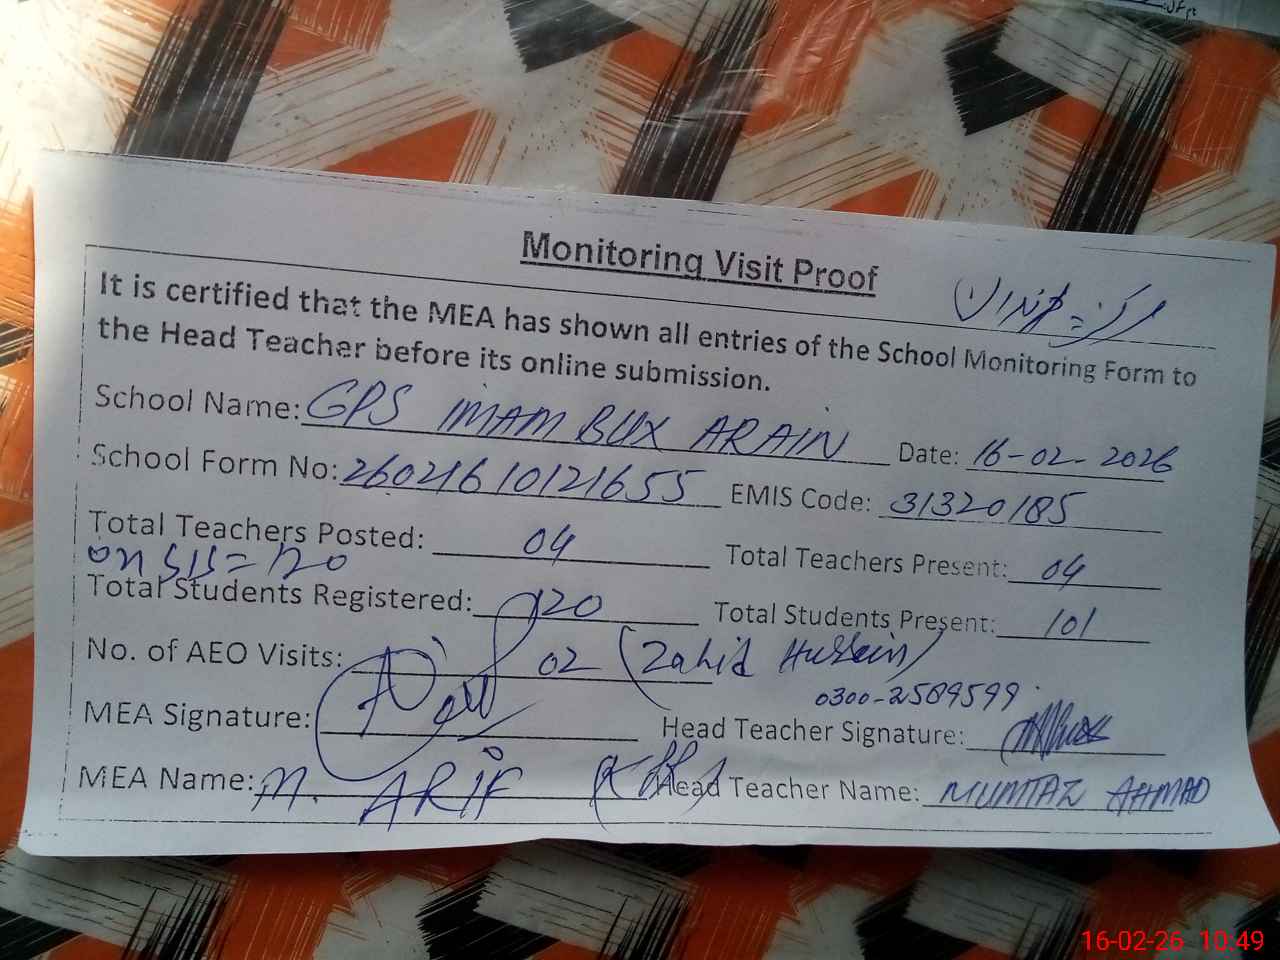 Monitoring Visit Proof
It is certified that the MEA has shown all entries of the School Monitoring Form to
the Head Teacher before its online submission.
School Name: GPS IMAM BUX ARAIN Date: 16-02-2026
School Form No: 26021610121655 EMIS Code: 31320185
Total Teachers Posted: 04 Total Teachers Present: 04
on SIS = 120
Total Students Registered: 120 Total Students Present: 101
No. of AEO Visits: 02 (Zahid Hussein)
0300-2589599
MEA Signature: Head Teacher Signature:
MEA Name: M. ARIF Head Teacher Name: MUMTAZ AHMAD
16-02-26 10:49